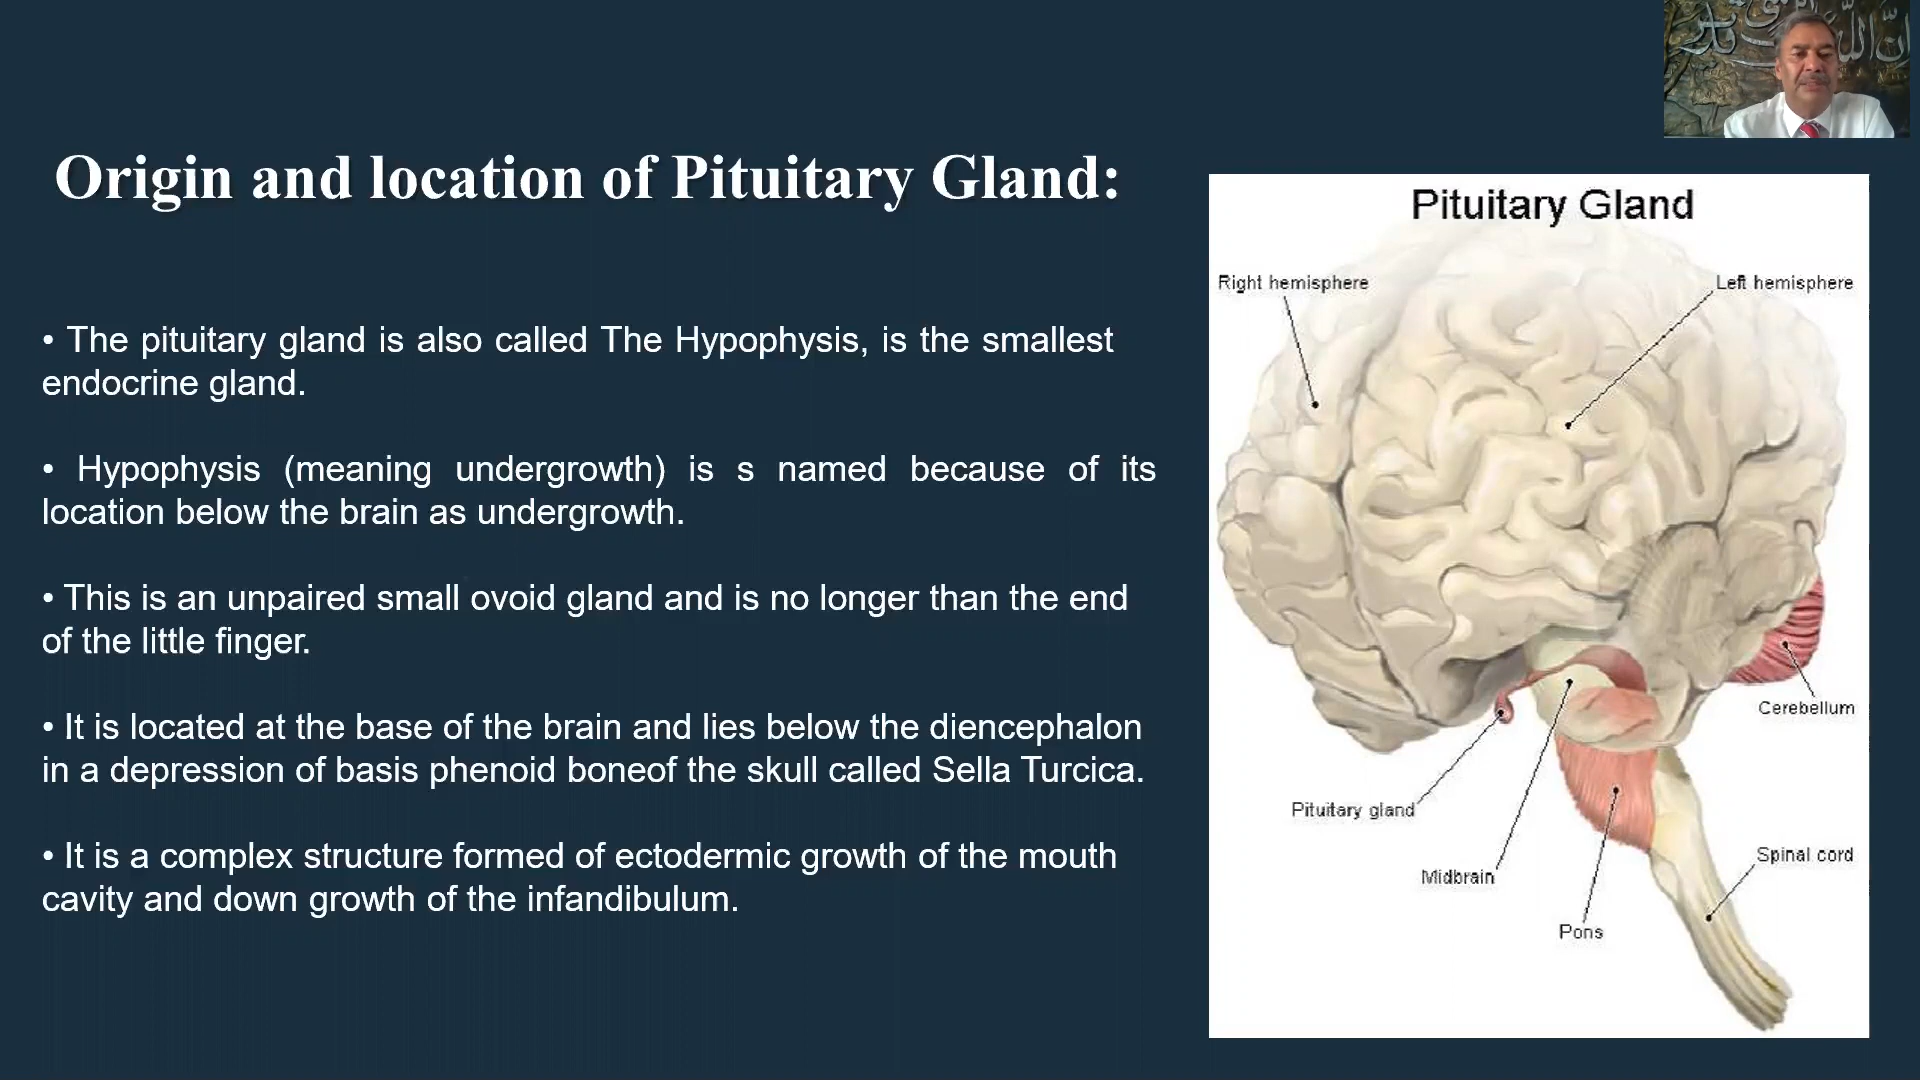 Origin and location of Pituitary Gland:
• The pituitary gland is also called The Hypophysis, is the smallest
endocrine gland.
• Hypophysis (meaning undergrowth) is s named because of its
location below the brain as undergrowth.
• This is an unpaired small ovoid gland and is no longer than the end
of the little finger.
• It is located at the base of the brain and lies below the diencephalon
in a depression of basis phenoid boneof the skull called Sella Turcica.
• It is a complex structure formed of ectodermic growth of the mouth
cavity and down growth of the infandibulum.
Pituitary Gland
Right hemisphere
Left hemisphere
Cerebellum
Pituitary gland
Midbrain
Spinal cord
Pons